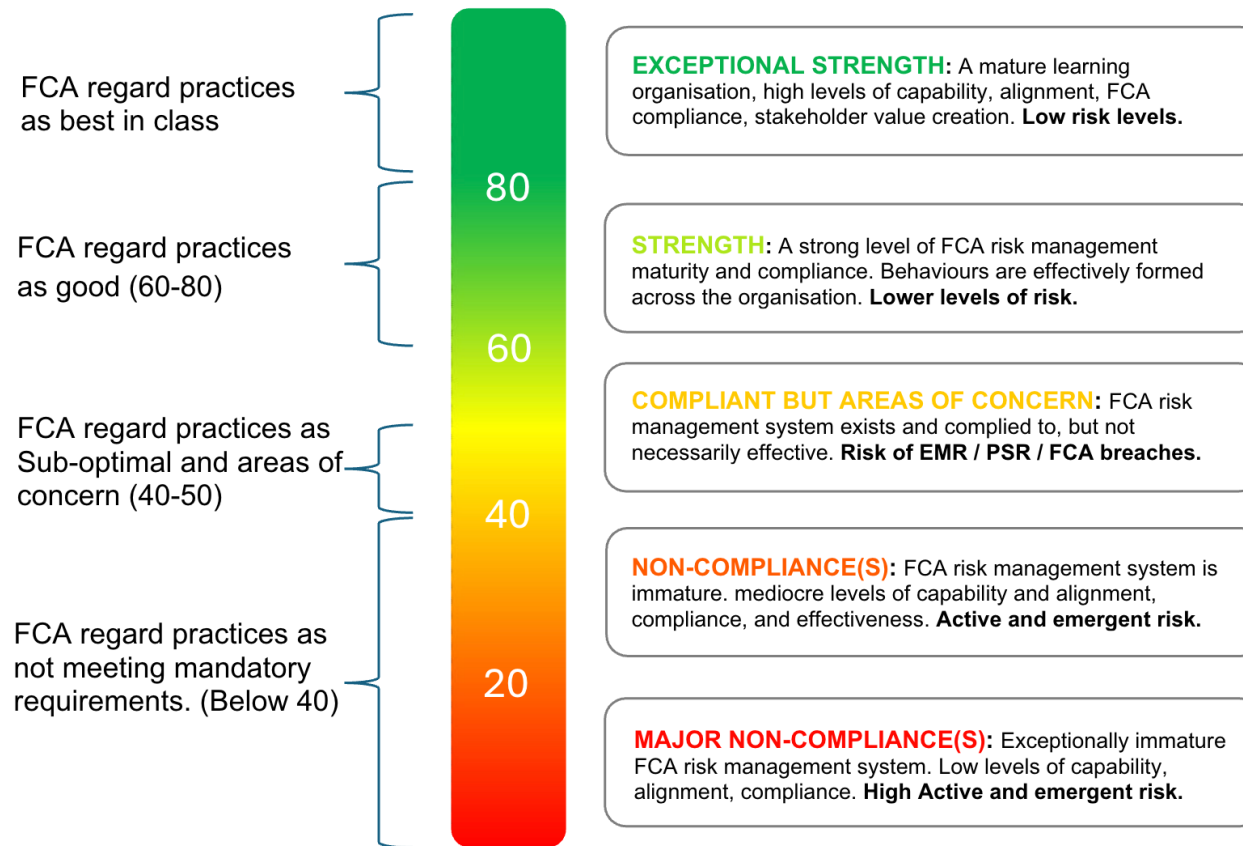 FCA regard practices
as best in class
FCA regard practices
as good (60-80)
FCA regard practices as
Sub-optimal and areas of
concern (40-50)
FCA regard practices as
not meeting mandatory
requirements. (Below 40)
80
60
40
20
EXCEPTIONAL STRENGTH: A mature learning
organisation, high levels of capability, alignment, FCA
compliance, stakeholder value creation. Low risk levels.
STRENGTH: A strong level of FCA risk management
maturity and compliance. Behaviours are effectively formed
across the organisation. Lower levels of risk.
COMPLIANT BUT AREAS OF CONCERN: FCA risk
management system exists and complied to, but not
necessarily effective. Risk of EMR / PSR / FCA breaches.
NON-COMPLIANCE(S): FCA risk management system is
immature. mediocre levels of capability and alignment,
compliance, and effectiveness. Active and emergent risk.
MAJOR NON-COMPLIANCE(S): Exceptionally immature
FCA risk management system. Low levels of capability,
alignment, compliance. High Active and emergent risk.